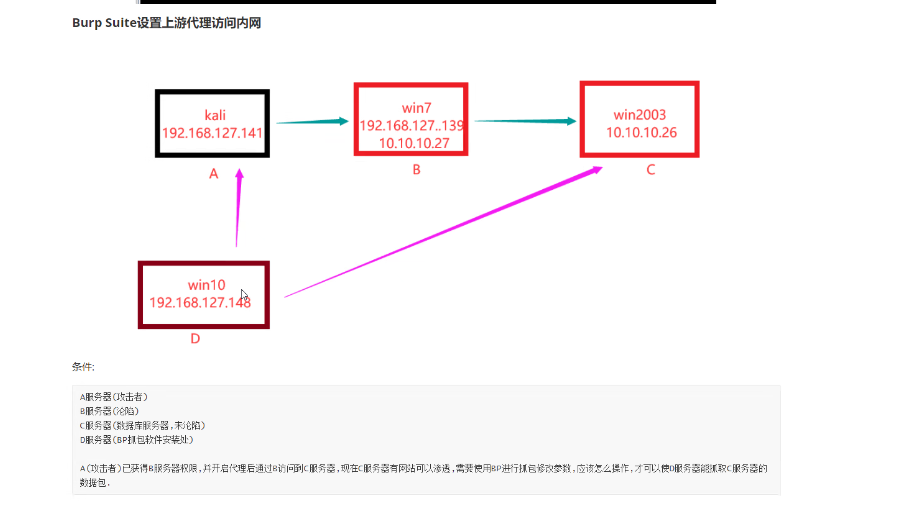 Burp Suite设置上游代理访问内网
kali
192.168.127.141
win7
192.168.127..139
10.10.10.27
win2003
10.10.10.26
A
B
C
win10
192.168.127.148
D
条件:
A服务器(攻击者)
B服务器(沦陷)
C服务器(数据库服务器,未沦陷)
D服务器(BP抓包软件安装处)
A(攻击者)已获得B服务器权限,并开启代理后通过B访问到C服务器,现在C服务器有网站可以渗透,需要使用BP进行抓包修改参数,应该怎么操作,才可以使D服务器能抓取C服务器的
数据包.